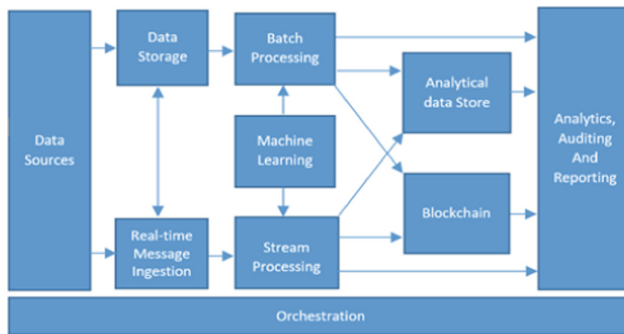 Data
Sources
Data
Storage
Real-time
Message
Ingestion
Batch
Processing
Machine
Learning
Stream
Processing
Analytical
data Store
Blockchain
Analytics,
Auditing
And
Reporting
Orchestration